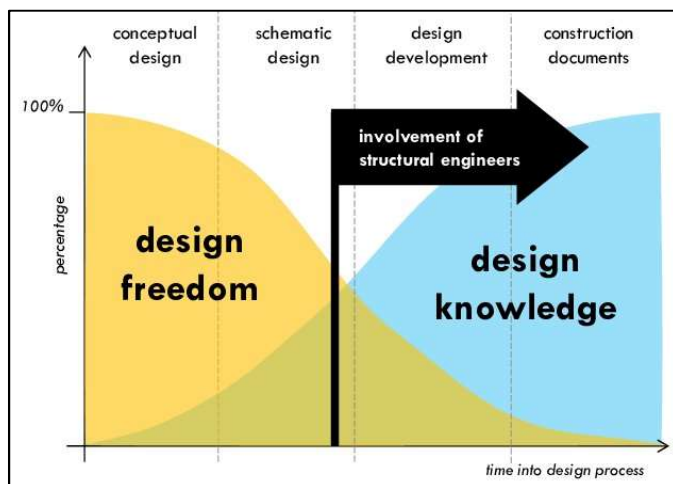 conceptual
design
schematic
design
design
development
construction
documents
100%
percentage
involvement of
structural engineers
design
freedom
design
knowledge
time into design process